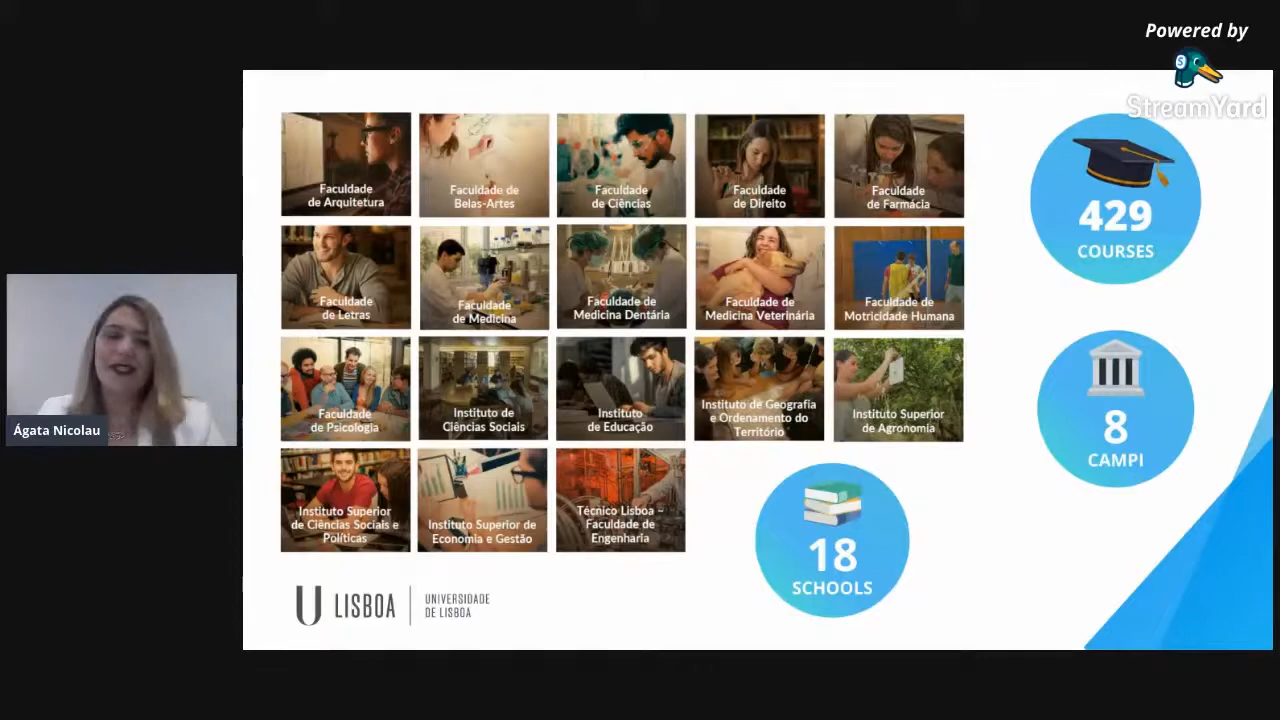 Powered by
StreamYard
Faculdade
de Arquitetura
Faculdade de
Belas-Artes
Faculdade
de Ciências
Faculdade
de Direito
Faculdade
de Farmácia
Faculdade
de Letras
Faculdade
de Medicina
Faculdade de
Medicina Dentária
Faculdade de
Medicina Veterinária
Faculdade de
Motricidade Humana
Faculdade
de Psicologia
Instituto de
Ciências Sociais
Instituto
de Educação
Instituto de Geografia
e Ordenamento do
Território
Instituto Superior
de Agronomia
Instituto Superior
de Ciências Sociais e
Políticas
Instituto Superior de
Economia e Gestão
Técnico Lisboa –
Faculdade de
Engenharia
429
COURSES
8
CAMPI
18
SCHOOLS
U LISBOA
UNIVERSIDADE
DE LISBOA
Ágata Nicolau